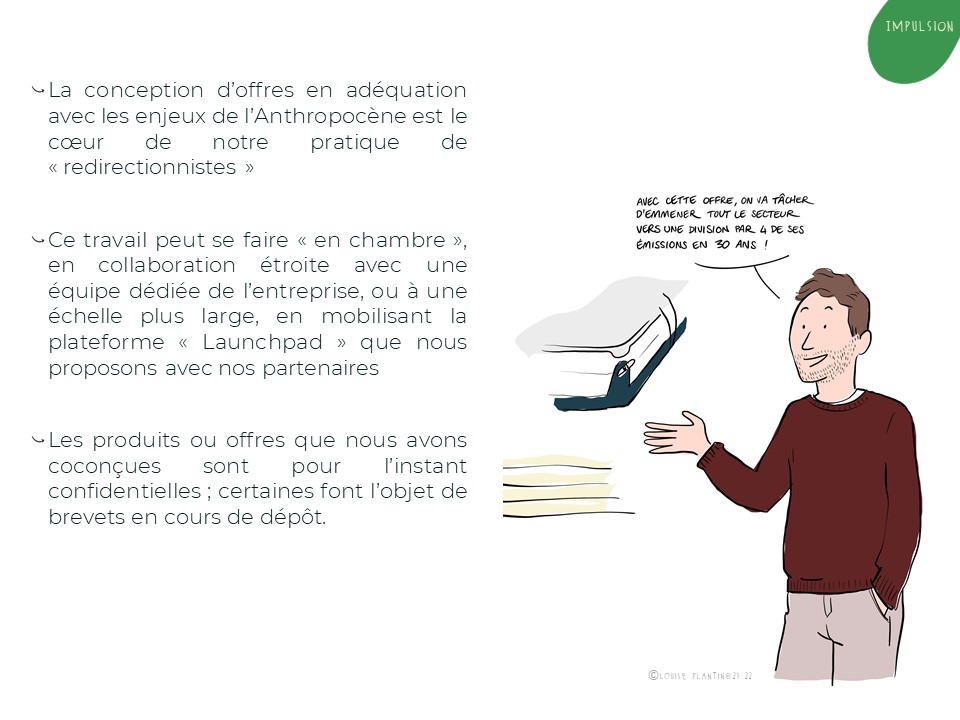 IMPULSION
La conception d’offres en adéquation
avec les enjeux de l’Anthropocène est le
cœur de notre pratique de
« redirectionnistes »
Ce travail peut se faire « en chambre »,
en collaboration étroite avec une
équipe dédiée de l’entreprise, ou à une
échelle plus large, en mobilisant la
plateforme « Launchpad » que nous
proposons avec nos partenaires
Les produits ou offres que nous avons
coconçues sont pour l’instant
confidentielles ; certaines font l’objet de
brevets en cours de dépôt.
AVEC CETTE OFFRE, ON VA TÂCHER
D'EMMENER TOUT LE SECTEUR
VERS UNE DIVISION PAR 4 DE SES
ÉMISSIONS EN 30 ANS !
©LOUISE PLANTIN